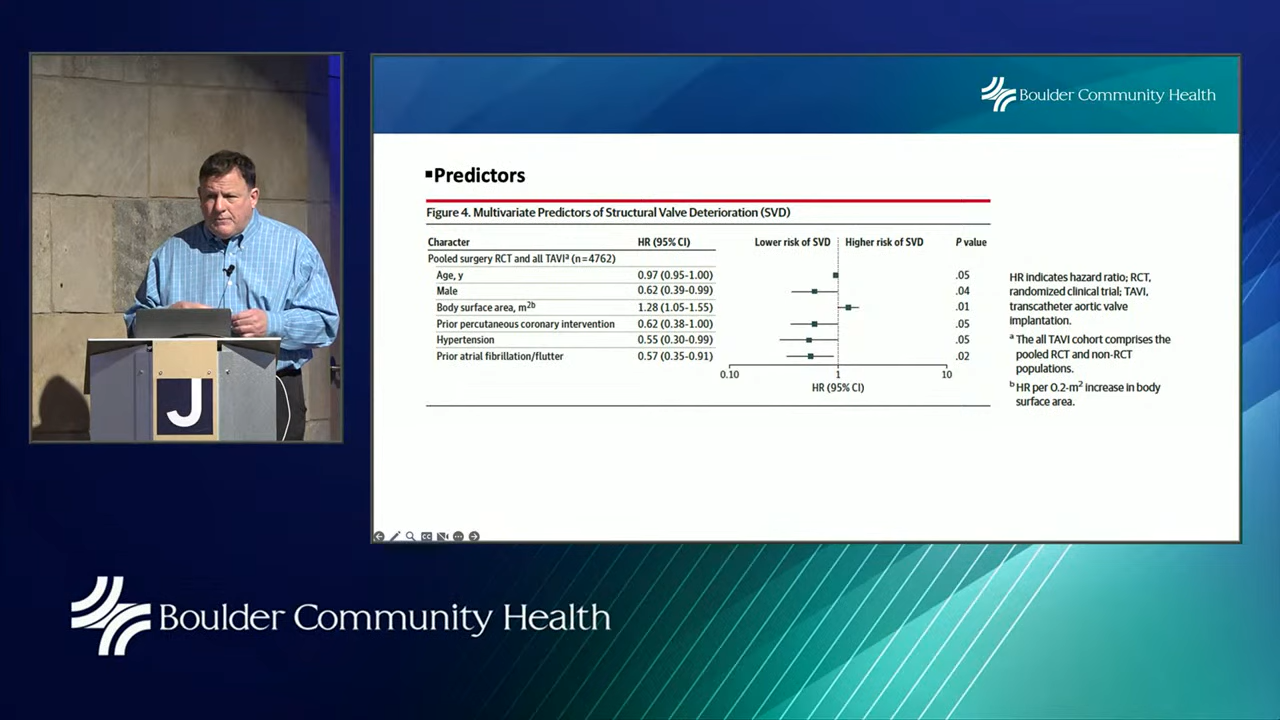 Boulder Community Health
▪Predictors
Figure 4. Multivariate Predictors of Structural Valve Deterioration (SVD)
Character HR (95% CI) Lower risk of SVD Higher risk of SVD P value
Pooled surgery RCT and all TAVIa (n=4762)
Age, y 0.97 (0.95-1.00) .05
Male 0.62 (0.39-0.99) .04
Body surface area, m2b 1.28 (1.05-1.55) .01
Prior percutaneous coronary intervention 0.62 (0.38-1.00) .05
Hypertension 0.55 (0.30-0.99) .05
Prior atrial fibrillation/flutter 0.57 (0.35-0.91) .02
0.10 1 10
HR (95% CI)
HR indicates hazard ratio; RCT,
randomized clinical trial; TAVI,
transcatheter aortic valve
implantation.
a The all TAVI cohort comprises the
pooled RCT and non-RCT
populations.
b HR per 0.2-m2 increase in body
surface area.
J
Boulder Community Health